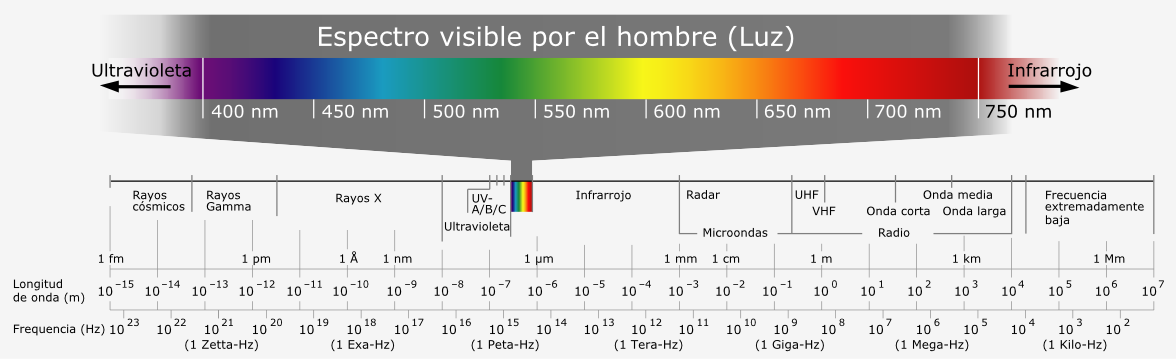 Espectro visible por el hombre (Luz)
Ultravioleta
Infrarrojo
400 nm 450 nm 500 nm 550 nm 600 nm 650 nm 700 nm 750 nm
Rayos
cósmicos
Rayos
Gamma
Rayos X
UV-
A/B/C
Ultravioleta
Infrarrojo
Radar
Microondas
UHF
VHF
Onda corta
Onda media
Onda larga
Radio
Frecuencia
extremadamente
baja
1 fm 1 pm 1 Å 1 nm 1 µm 1 mm 1 cm 1 m 1 km 1 Mm
Longitud
de onda (m)
10⁻¹⁵ 10⁻¹⁴ 10⁻¹³ 10⁻¹² 10⁻¹¹ 10⁻¹⁰ 10⁻⁹ 10⁻⁸ 10⁻⁷ 10⁻⁶ 10⁻⁵ 10⁻⁴ 10⁻³ 10⁻² 10⁻¹ 10⁰ 10¹ 10² 10³ 10⁴ 10⁵ 10⁶ 10⁷
Frequencia (Hz) 10²³ 10²² 10²¹ 10²⁰ 10¹⁹ 10¹⁸ 10¹⁷ 10¹⁶ 10¹⁵ 10¹⁴ 10¹³ 10¹² 10¹¹ 10¹⁰ 10⁹ 10⁸ 10⁷ 10⁶ 10⁵ 10⁴ 10³ 10²
(1 Zetta-Hz) (1 Exa-Hz) (1 Peta-Hz) (1 Tera-Hz) (1 Giga-Hz) (1 Mega-Hz) (1 Kilo-Hz)